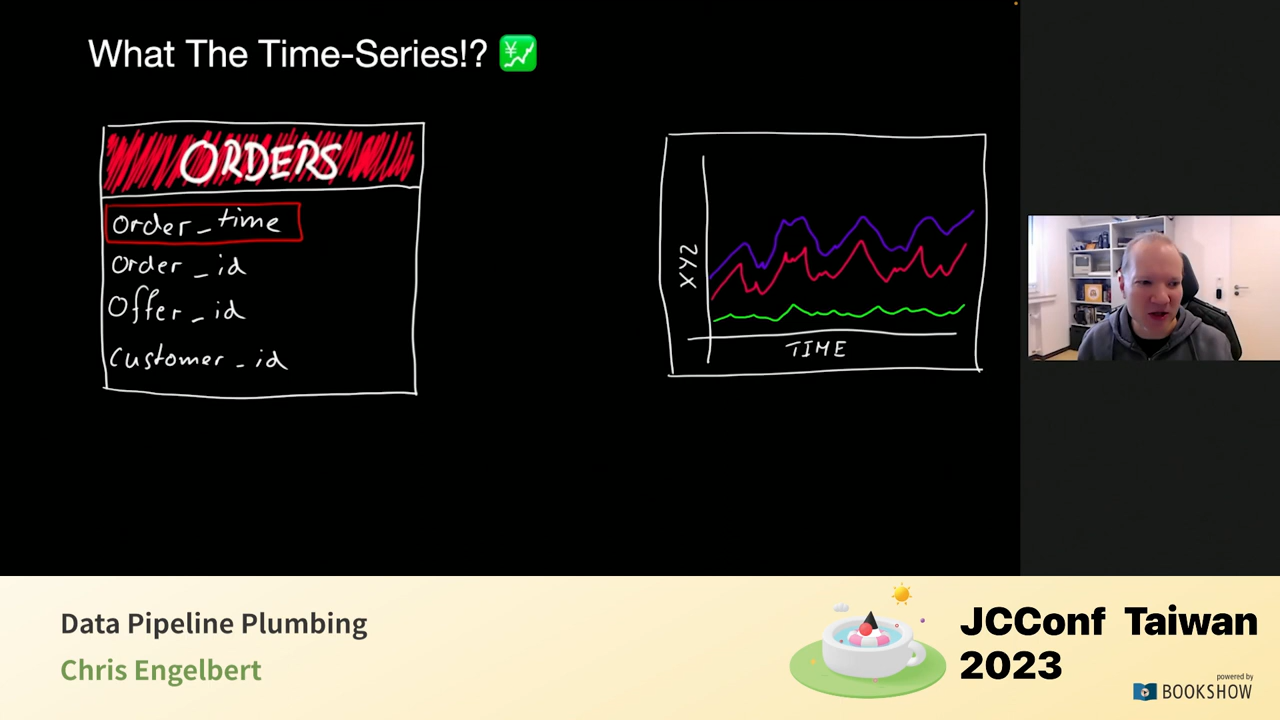 What The Time-Series!? 💹
ORDERS
Order_time
Order_id
Offer_id
Customer_id
XYZ
TIME
Data Pipeline Plumbing
Chris Engelbert
JCConf Taiwan
2023
powered by
BOOKSHOW